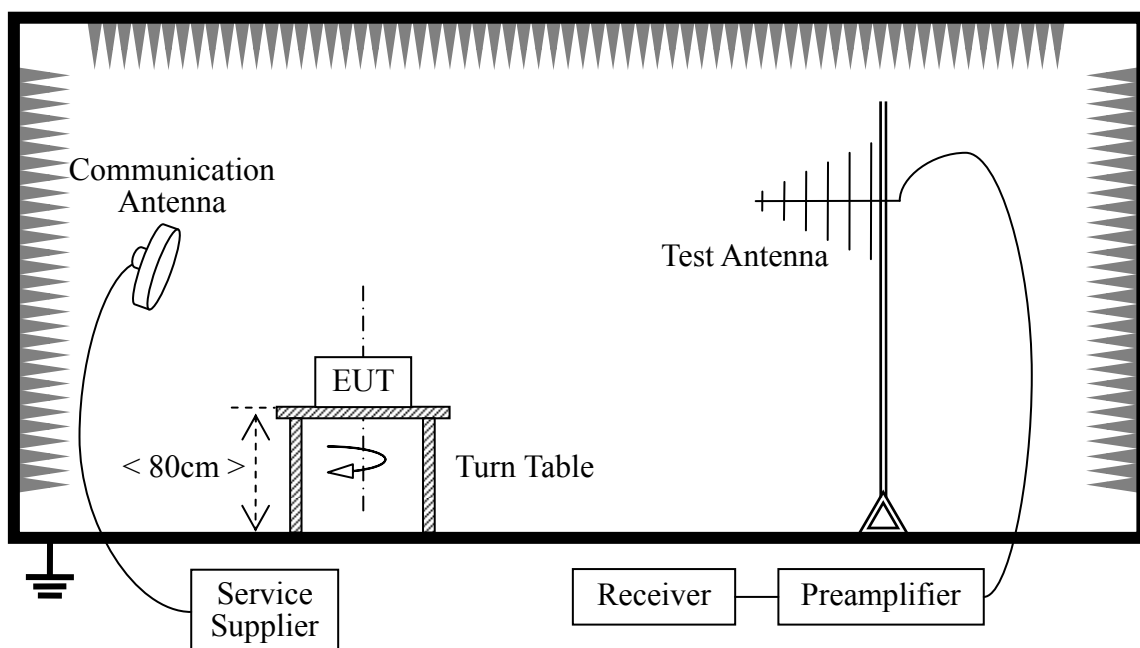 Communication
Antenna
Test Antenna
EUT
< 80cm >
Turn Table
Service
Supplier
Receiver
Preamplifier